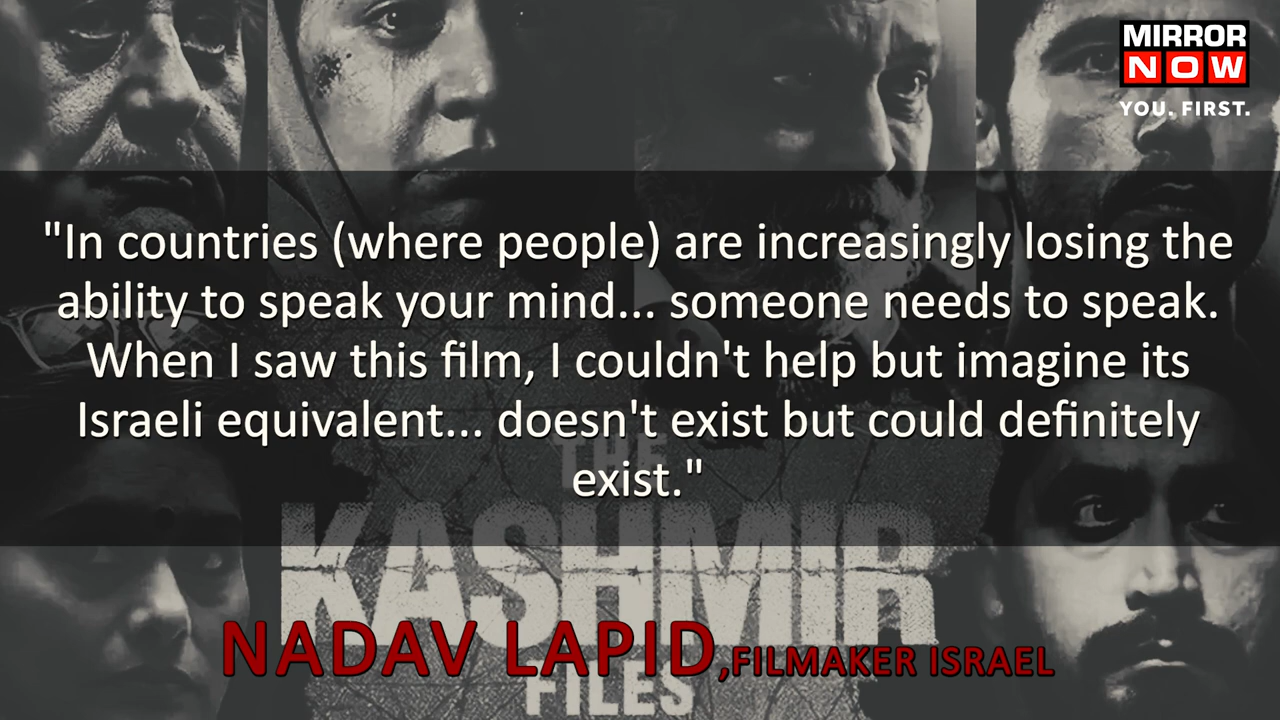 MIRROR
NOW
YOU. FIRST.
"In countries (where people) are increasingly losing the
ability to speak your mind... someone needs to speak.
When I saw this film, I couldn't help but imagine its
Israeli equivalent... doesn't exist but could definitely
exist."
THE
KASHMIR
NADAV LAPID,FILMAKER ISRAEL
FILES